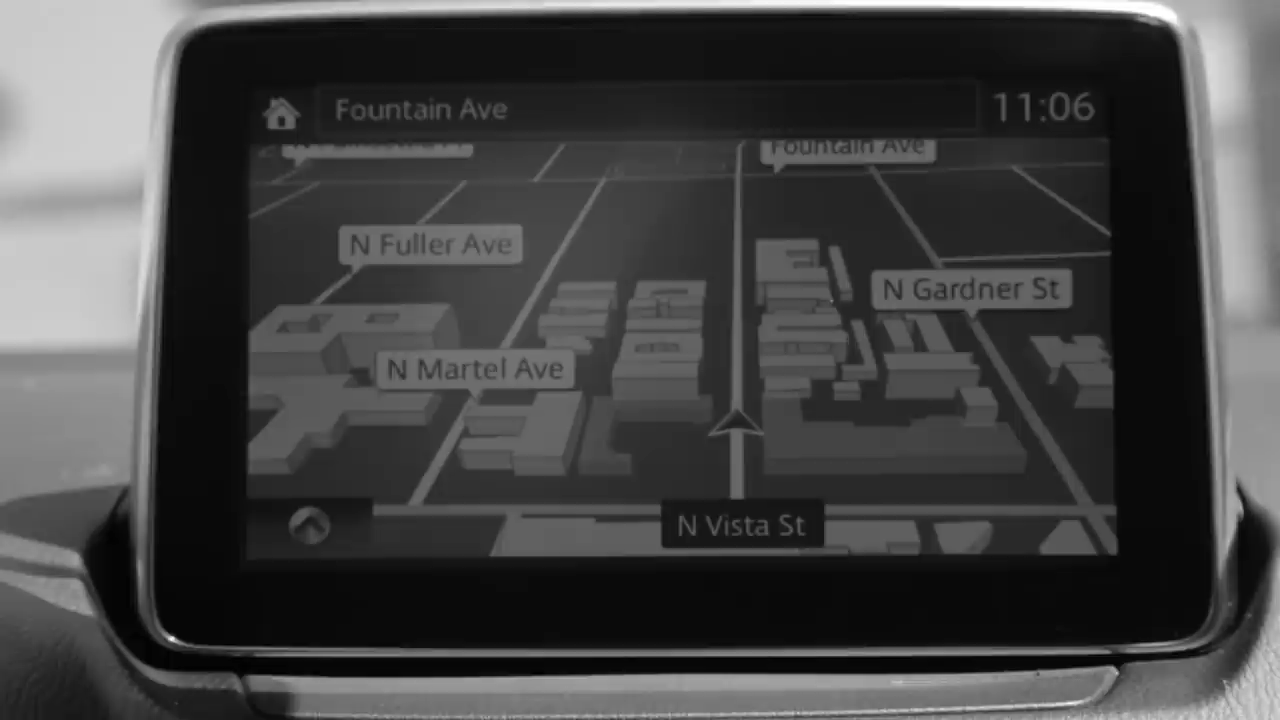 Fountain Ave
11:06
Fountain Ave
N Fuller Ave
N Gardner St
N Martel Ave
N Vista St